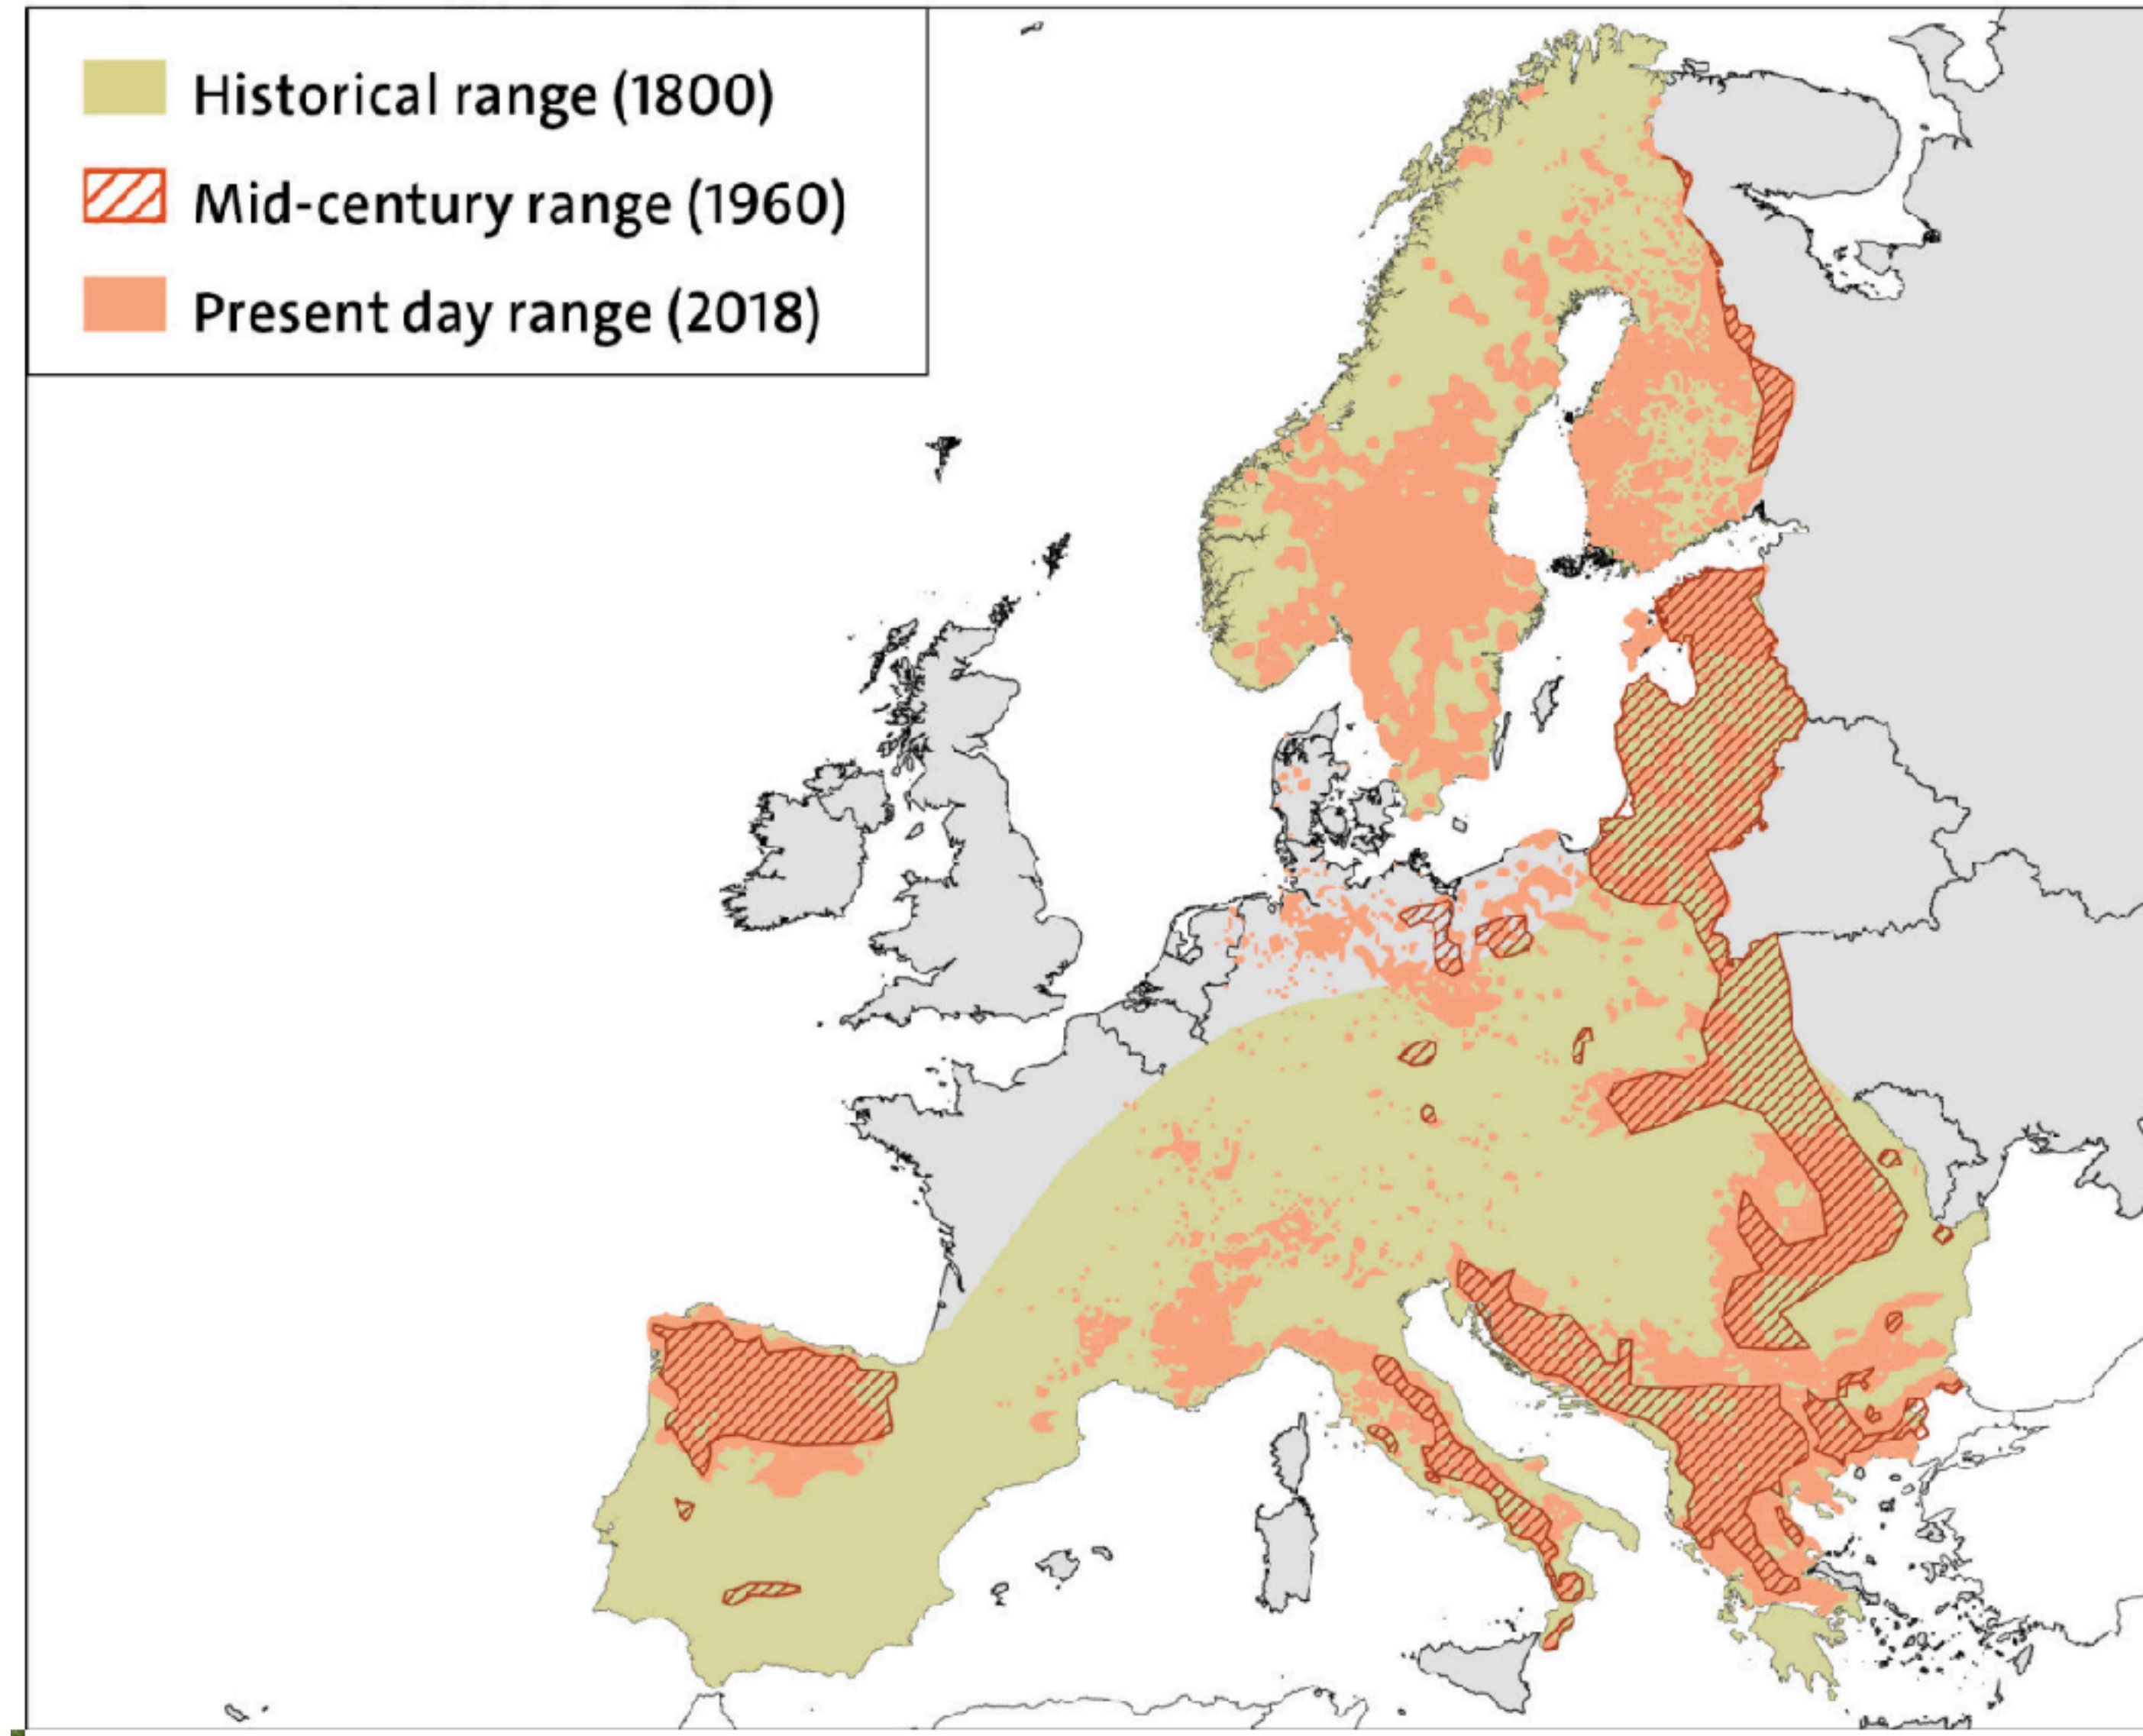 Historical range (1800)
Mid-century range (1960)
Present day range (2018)